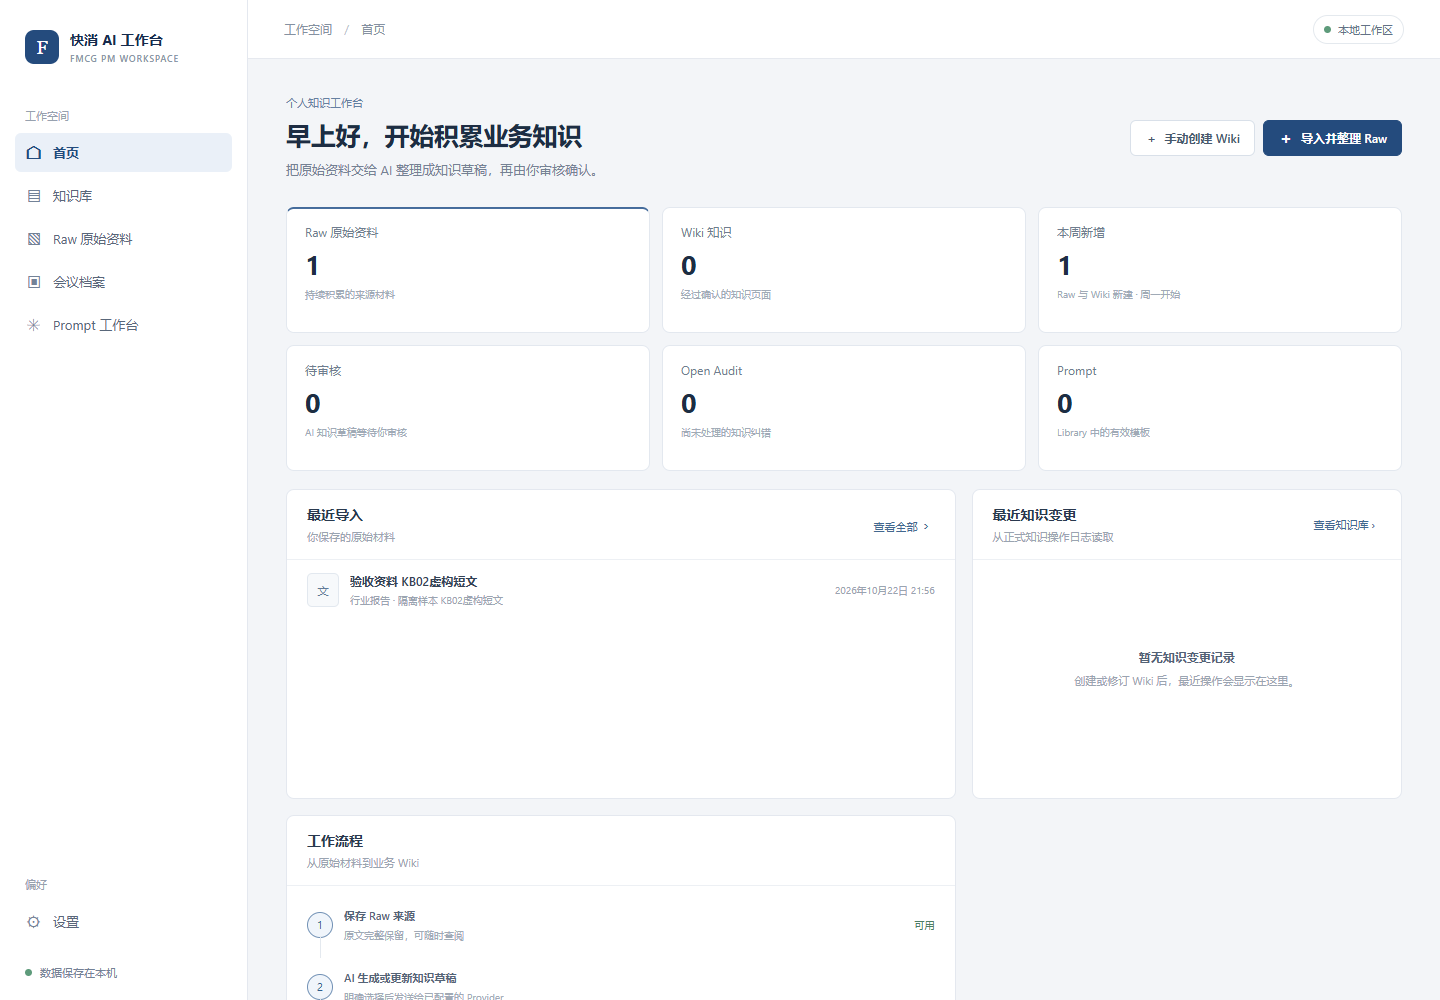 F
快消 AI 工作台
FMCG PM WORKSPACE
工作空间
首页
知识库
Raw 原始资料
会议档案
Prompt 工作台
偏好
设置
数据保存在本机
工作空间 / 首页
本地工作区
个人知识工作台
早上好，开始积累业务知识
把原始资料交给 AI 整理成知识草稿，再由你审核确认。
+ 手动创建 Wiki
+ 导入并整理 Raw
Raw 原始资料
1
持续积累的来源材料
Wiki 知识
0
经过确认的知识页面
本周新增
1
Raw 与 Wiki 新建 · 周一开始
待审核
0
AI 知识草稿等待你审核
Open Audit
0
尚未处理的知识纠错
Prompt
0
Library 中的有效模板
最近导入
你保存的原始材料
查看全部 ›
文
验收资料 KB02虚构短文
行业报告 · 隔离样本 KB02虚构短文
2026年10月22日 21:56
最近知识变更
从正式知识操作日志读取
查看知识库 ›
暂无知识变更记录
创建或修订 Wiki 后，最近操作会显示在这里。
工作流程
从原始材料到业务 Wiki
1
保存 Raw 来源
原文完整保留，可随时查阅
可用
2
AI 生成或更新知识草稿
明确选择后发送给已配置的 Provider